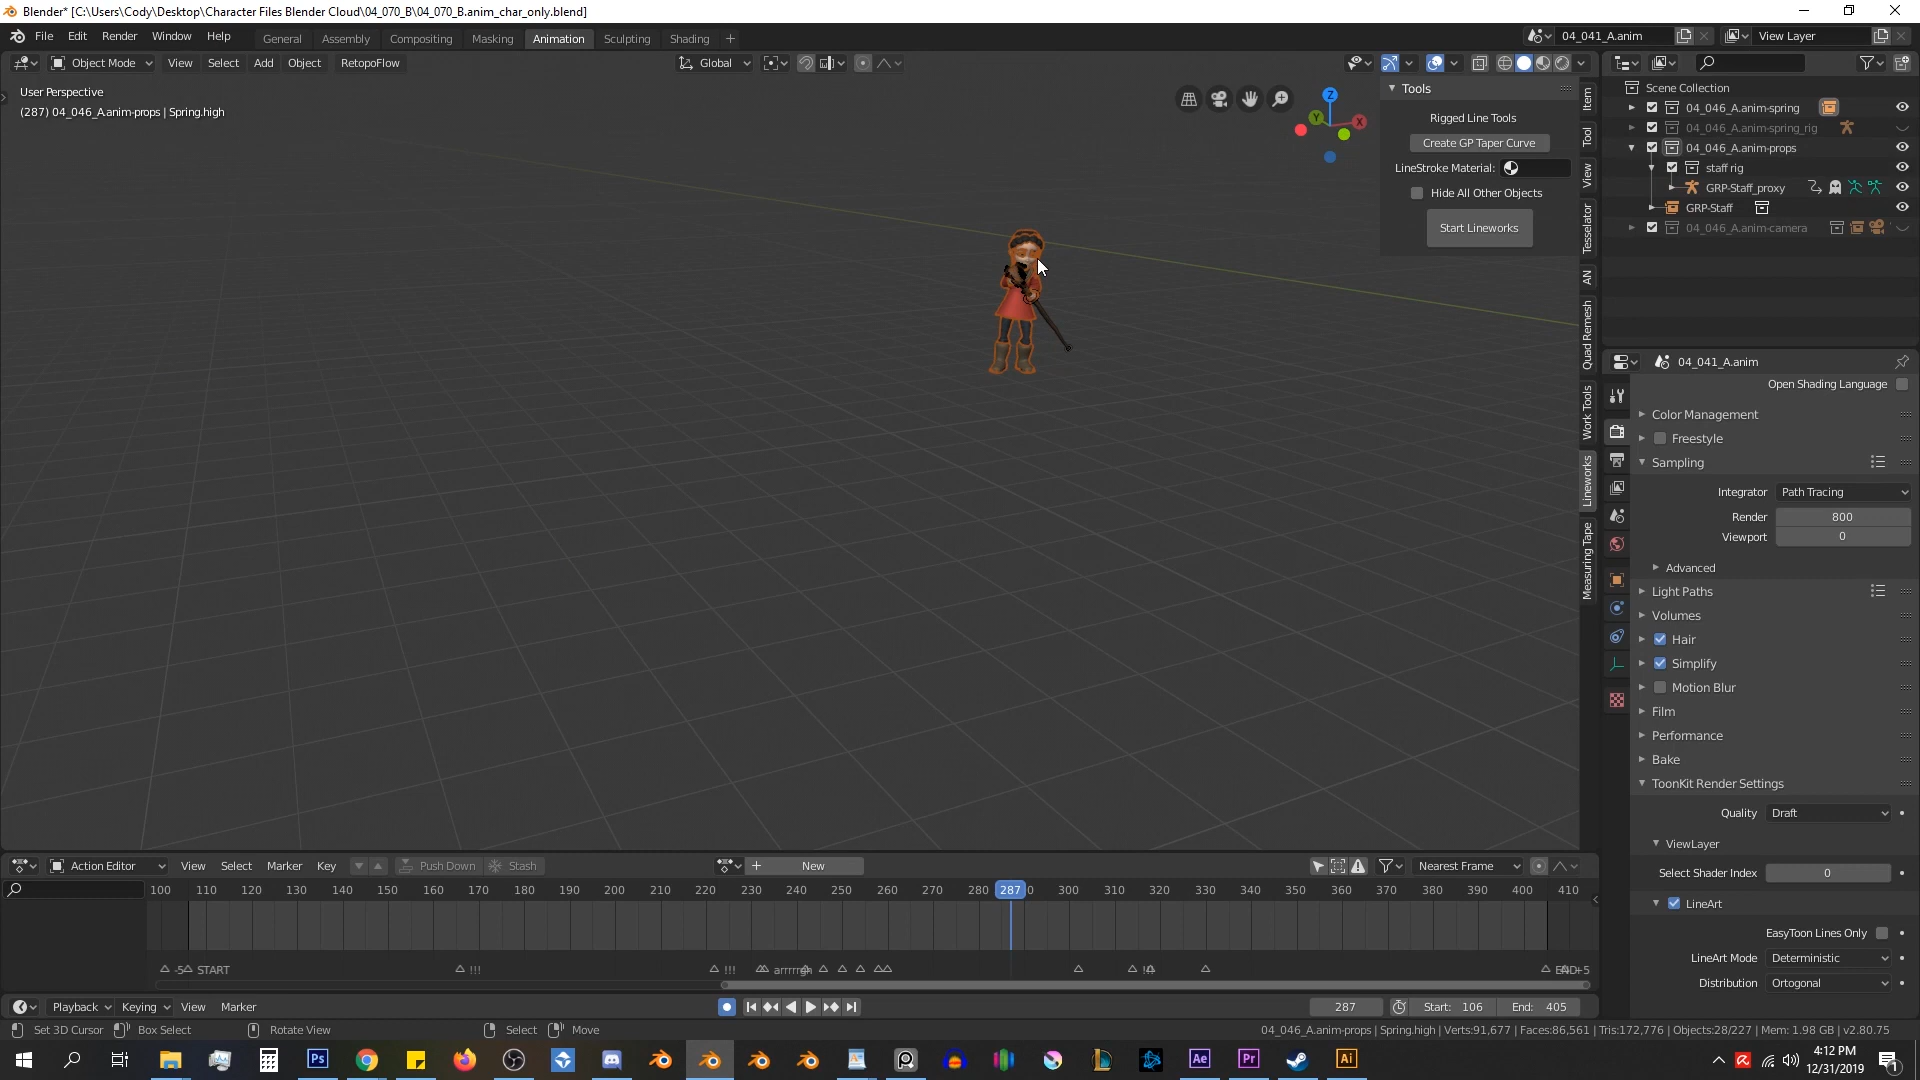 Blender* [C:\Users\Cody\Desktop\Character Files Blender Cloud\04_070_B\04_070_B.anim_char_only.blend]
File Edit Render Window Help General Assembly Compositing Masking Animation Sculpting Shading + 04_041_A.anim View Layer
Object Mode View Select Add Object RetopoFlow Global
User Perspective
(287) 04_046_A.anim-props | Spring.high
Z
Y
X
Tools
Rigged Line Tools
Create GP Taper Curve
LineStroke Material:
Hide All Other Objects
Start Lineworks
Item
Tool
View
Tesselator
AN
Quad Remesh
Work Tools
Lineworks
Measuring Tape
Scene Collection
04_046_A.anim-spring
04_046_A.anim-spring_rig
04_046_A.anim-props
staff rig
GRP-Staff_proxy
GRP-Staff
04_046_A.anim-camera
04_041_A.anim
Open Shading Language
Color Management
Freestyle
Sampling
Integrator Path Tracing
Render 800
Viewport 0
Advanced
Light Paths
Volumes
Hair
Simplify
Motion Blur
Film
Performance
Bake
ToonKit Render Settings
Quality Draft
ViewLayer
Select Shader Index 0
LineArt
EasyToon Lines Only
LineArt Mode Deterministic
Distribution Ortogonal
Action Editor View Select Marker Key Push Down Stash + New Nearest Frame
100 110 120 130 140 150 160 170 180 190 200 210 220 230 240 250 260 270 280 287 300 310 320 330 340 350 360 370 380 390 400 410
-5 START !!! !!! arrrrgh END+5
Playback Keying View Marker 287 Start: 106 End: 405
Set 3D Cursor Box Select Rotate View Select Move 04_046_A.anim-props | Spring.high | Verts:91,677 | Faces:86,561 | Tris:172,776 | Objects:28/227 | Mem: 1.98 GB | v2.80.75
Ps Ae Pr Ai
4:12 PM
12/31/2019
1